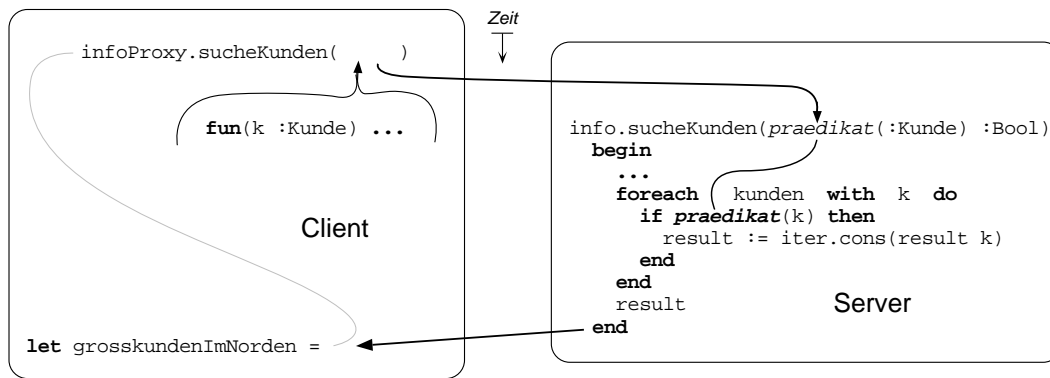 Zeit
infoProxy.sucheKunden( )
fun(k :Kunde) ...
Client
let grosskundenImNorden =
info.sucheKunden(praedikat(:Kunde) :Bool)
begin
...
foreach kunden with k do
if praedikat(k) then
result := iter.cons(result k)
end
end
result
end
Server